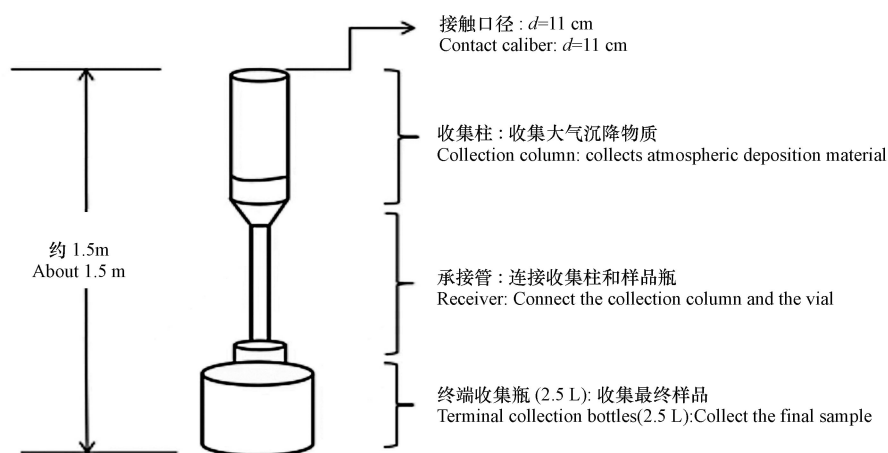 接触口径 : d=11 cm
Contact caliber: d=11 cm
收集柱 : 收集大气沉降物质
Collection column: collects atmospheric deposition material
约 1.5m
About 1.5 m
承接管 : 连接收集柱和样品瓶
Receiver: Connect the collection column and the vial
终端收集瓶 (2.5 L): 收集最终样品
Terminal collection bottles(2.5 L):Collect the final sample